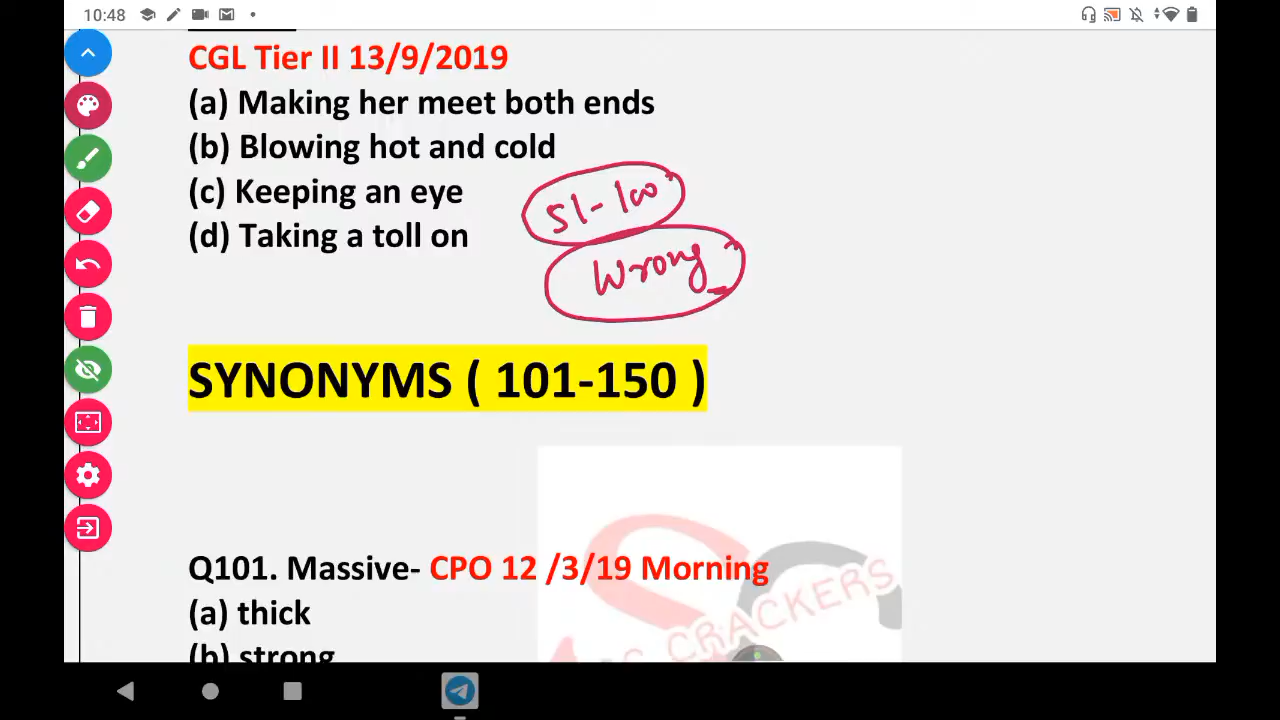 10:48
CGL Tier II 13/9/2019
(a) Making her meet both ends
(b) Blowing hot and cold
(c) Keeping an eye
(d) Taking a toll on
51-100
Wrong
SYNONYMS ( 101-150 )
Q101. Massive- CPO 12 /3/19 Morning
(a) thick
(b) strong
CRACKERS